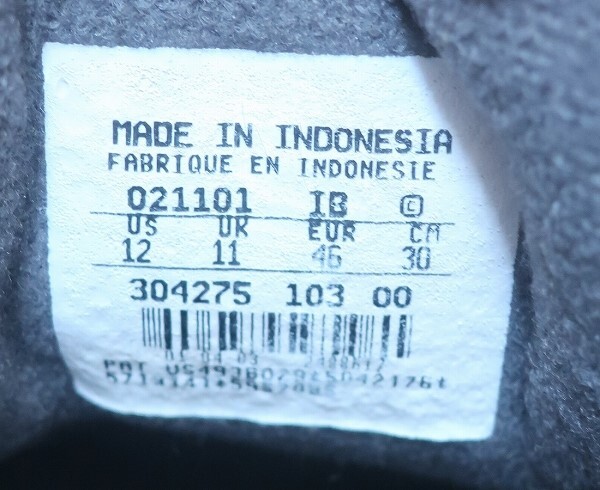 MADE IN INDONESIA
FABRIQUE EN INDONESIE
021101 IB ©
US UK EUR CM
12 11 46 30
304275 103 00